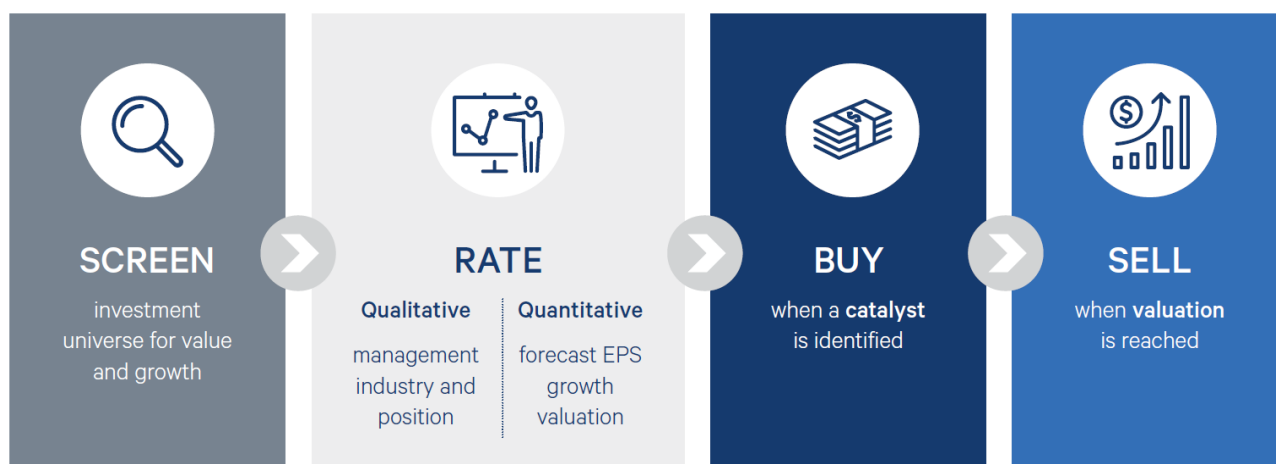 SCREEN
investment
universe for value
and growth
RATE
Qualitative
management
industry and
position
Quantitative
forecast EPS
growth
valuation
$
BUY
when a catalyst
is identified
$
SELL
when valuation
is reached